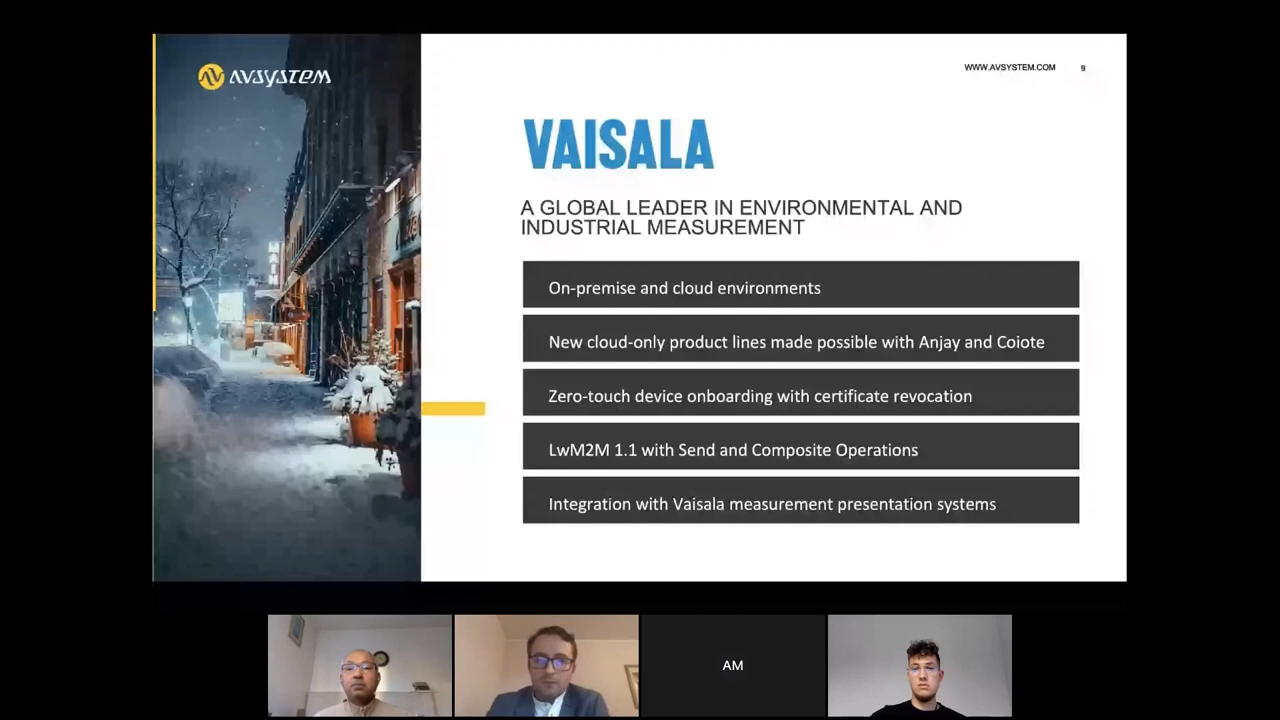 AVSYSTEM
WWW.AVSYSTEM.COM 9
VAISALA
A GLOBAL LEADER IN ENVIRONMENTAL AND
INDUSTRIAL MEASUREMENT
On-premise and cloud environments
New cloud-only product lines made possible with Anjay and Coiote
Zero-touch device onboarding with certificate revocation
LwM2M 1.1 with Send and Composite Operations
Integration with Vaisala measurement presentation systems
AM